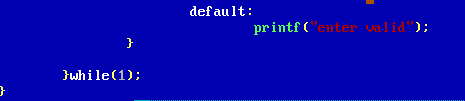 default:
printf("enter valid");
}
}while(1);
}